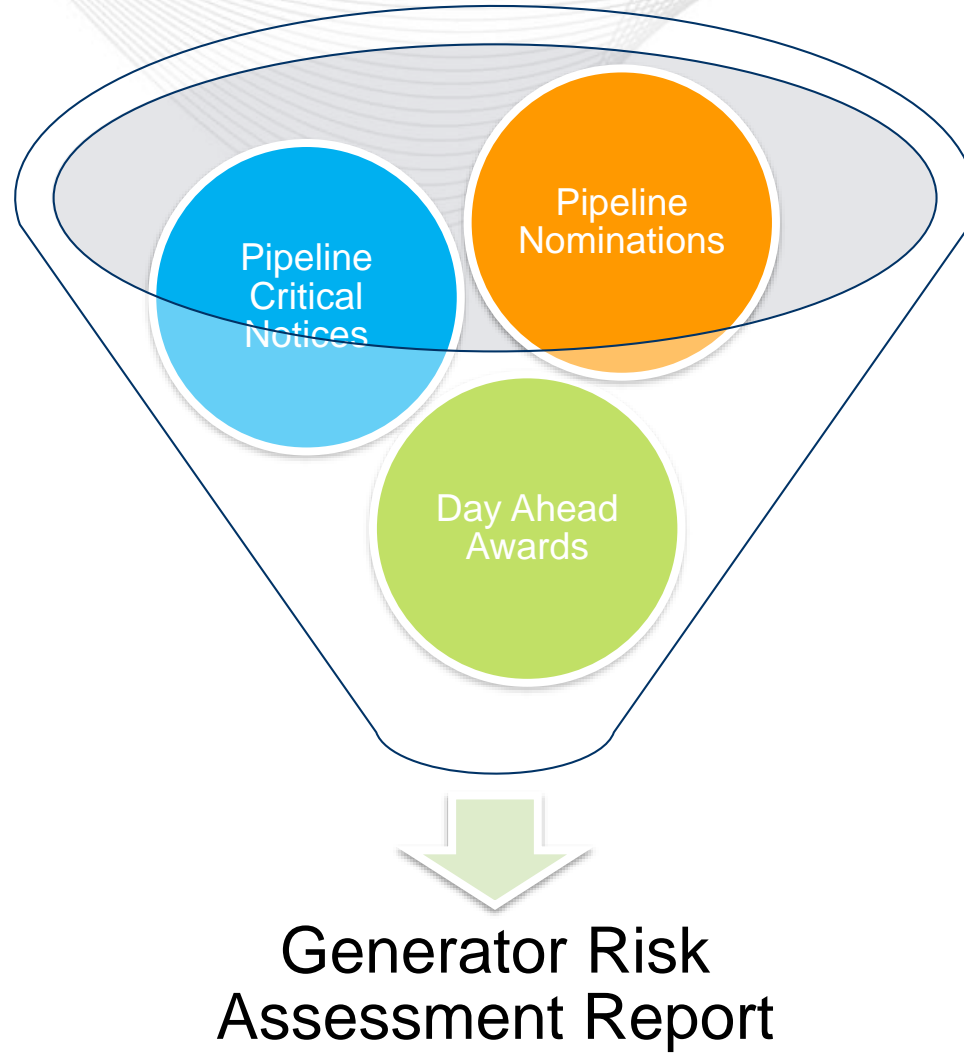 Pipeline
Nominations
Pipeline
Critical
Notices
Day Ahead
Awards
Generator Risk
Assessment Report